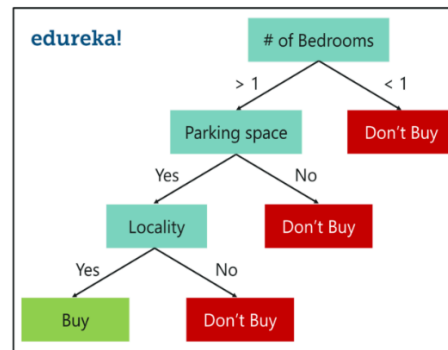 edureka!
# of Bedrooms
> 1
< 1
Parking space
Don't Buy
Yes
No
Locality
Don't Buy
Yes
No
Buy
Don't Buy